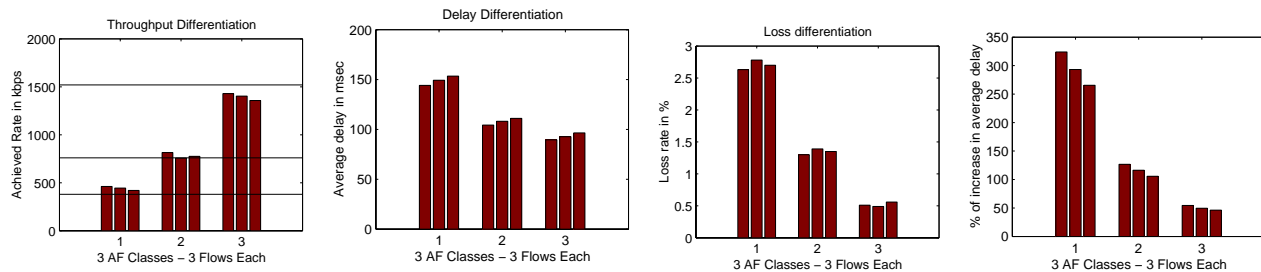 Throughput Differentiation
2000
1500
1000
500
0
Achieved Rate in kbps
1 2 3
3 AF Classes – 3 Flows Each
Delay Differentiation
200
150
100
50
0
Average delay in msec
1 2 3
3 AF Classes – 3 Flows Each
Loss differentiation
3
2.5
2
1.5
1
0.5
0
Loss rate in %
1 2 3
3 AF Classes – 3 Flows Each
350
300
250
200
150
100
50
0
% of increase in average delay
1 2 3
3 AF Classes – 3 Flows Each